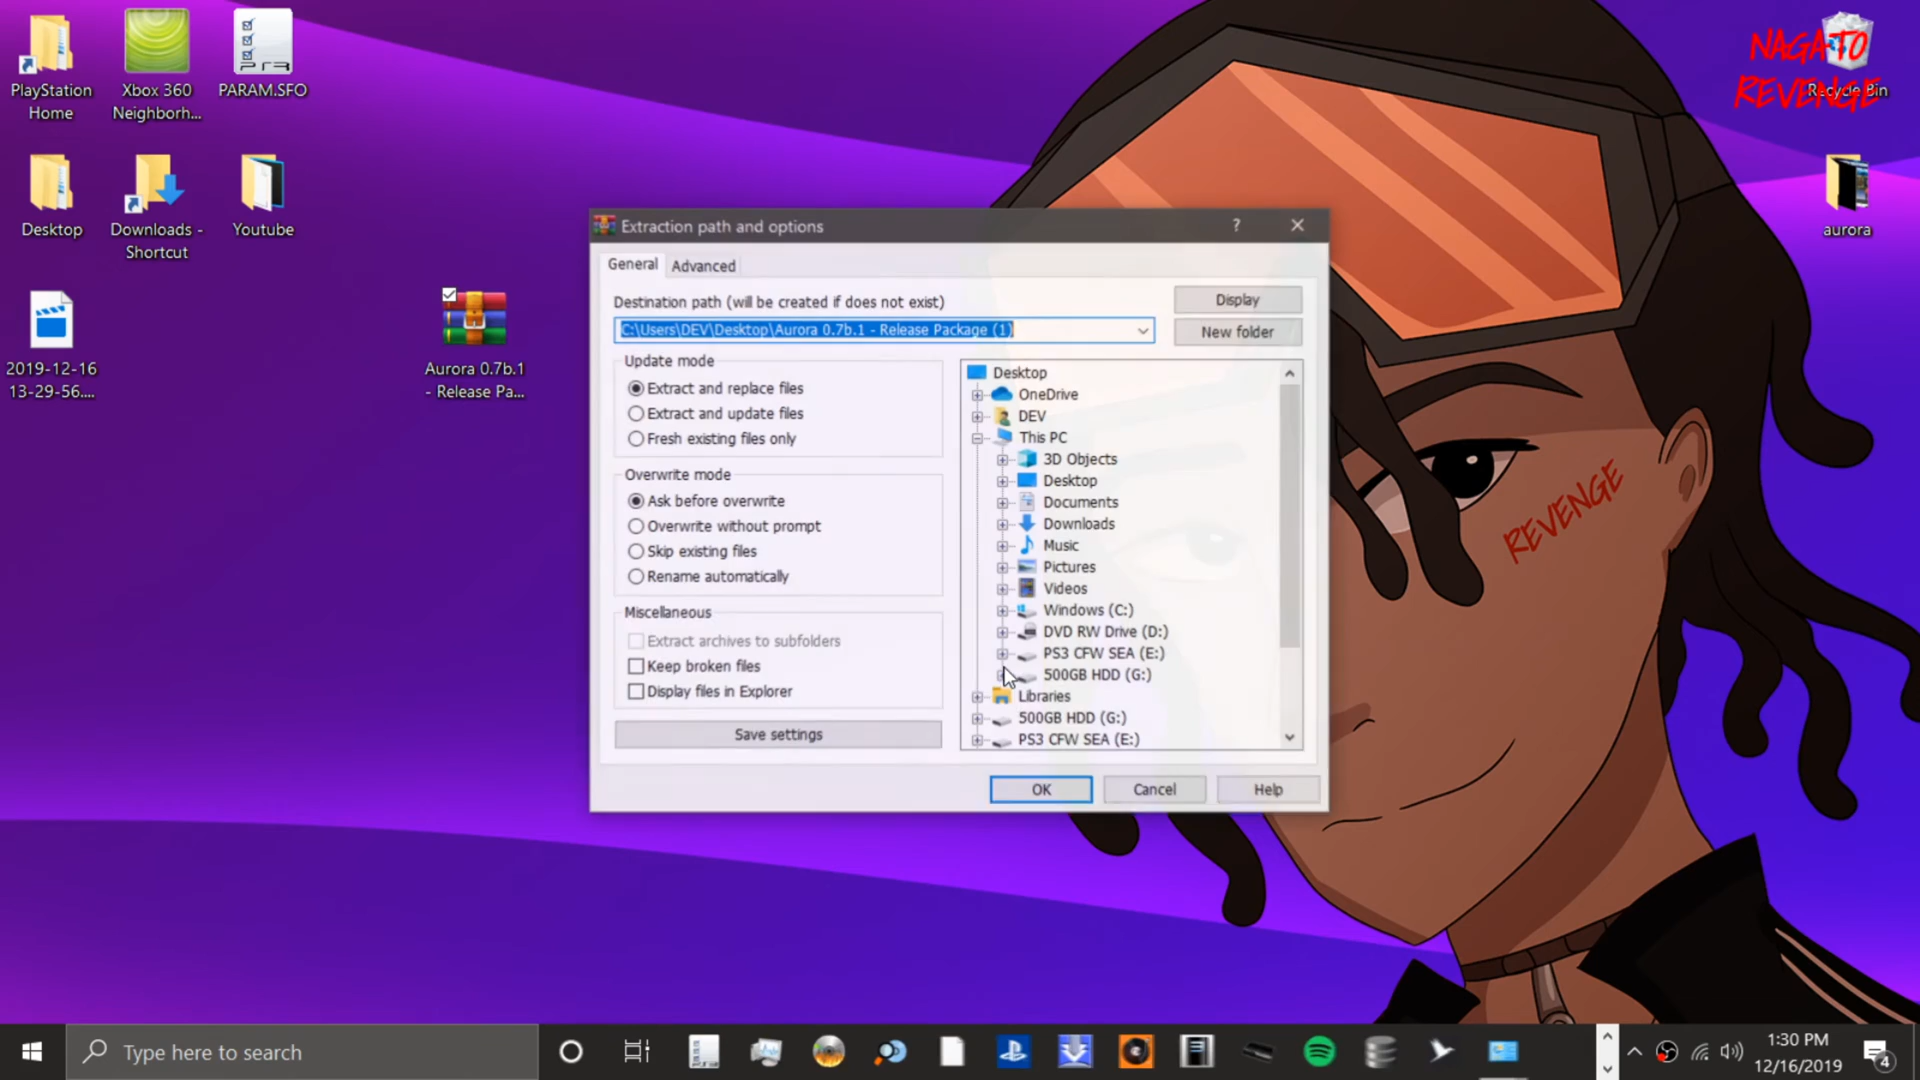 PlayStation
Home
Xbox 360
Neighborh...
PS3
PARAM.SFO
NAGATO
REVENGE
Recycle Bin
Desktop
Downloads -
Shortcut
Youtube
aurora
2019-12-16
13-29-56....
Aurora 0.7b.1
- Release Pa...
Extraction path and options
?
General
Advanced
Destination path (will be created if does not exist)
Display
C:\Users\DEV\Desktop\Aurora 0.7b.1 - Release Package (1)
New folder
Update mode
Extract and replace files
Extract and update files
Fresh existing files only
Overwrite mode
Ask before overwrite
Overwrite without prompt
Skip existing files
Rename automatically
Miscellaneous
Extract archives to subfolders
Keep broken files
Display files in Explorer
Save settings
Desktop
OneDrive
DEV
This PC
3D Objects
Desktop
Documents
Downloads
Music
Pictures
Videos
Windows (C:)
DVD RW Drive (D:)
PS3 CFW SEA (E:)
500GB HDD (G:)
Libraries
500GB HDD (G:)
PS3 CFW SEA (E:)
OK
Cancel
Help
REVENGE
Type here to search
1:30 PM
12/16/2019
4